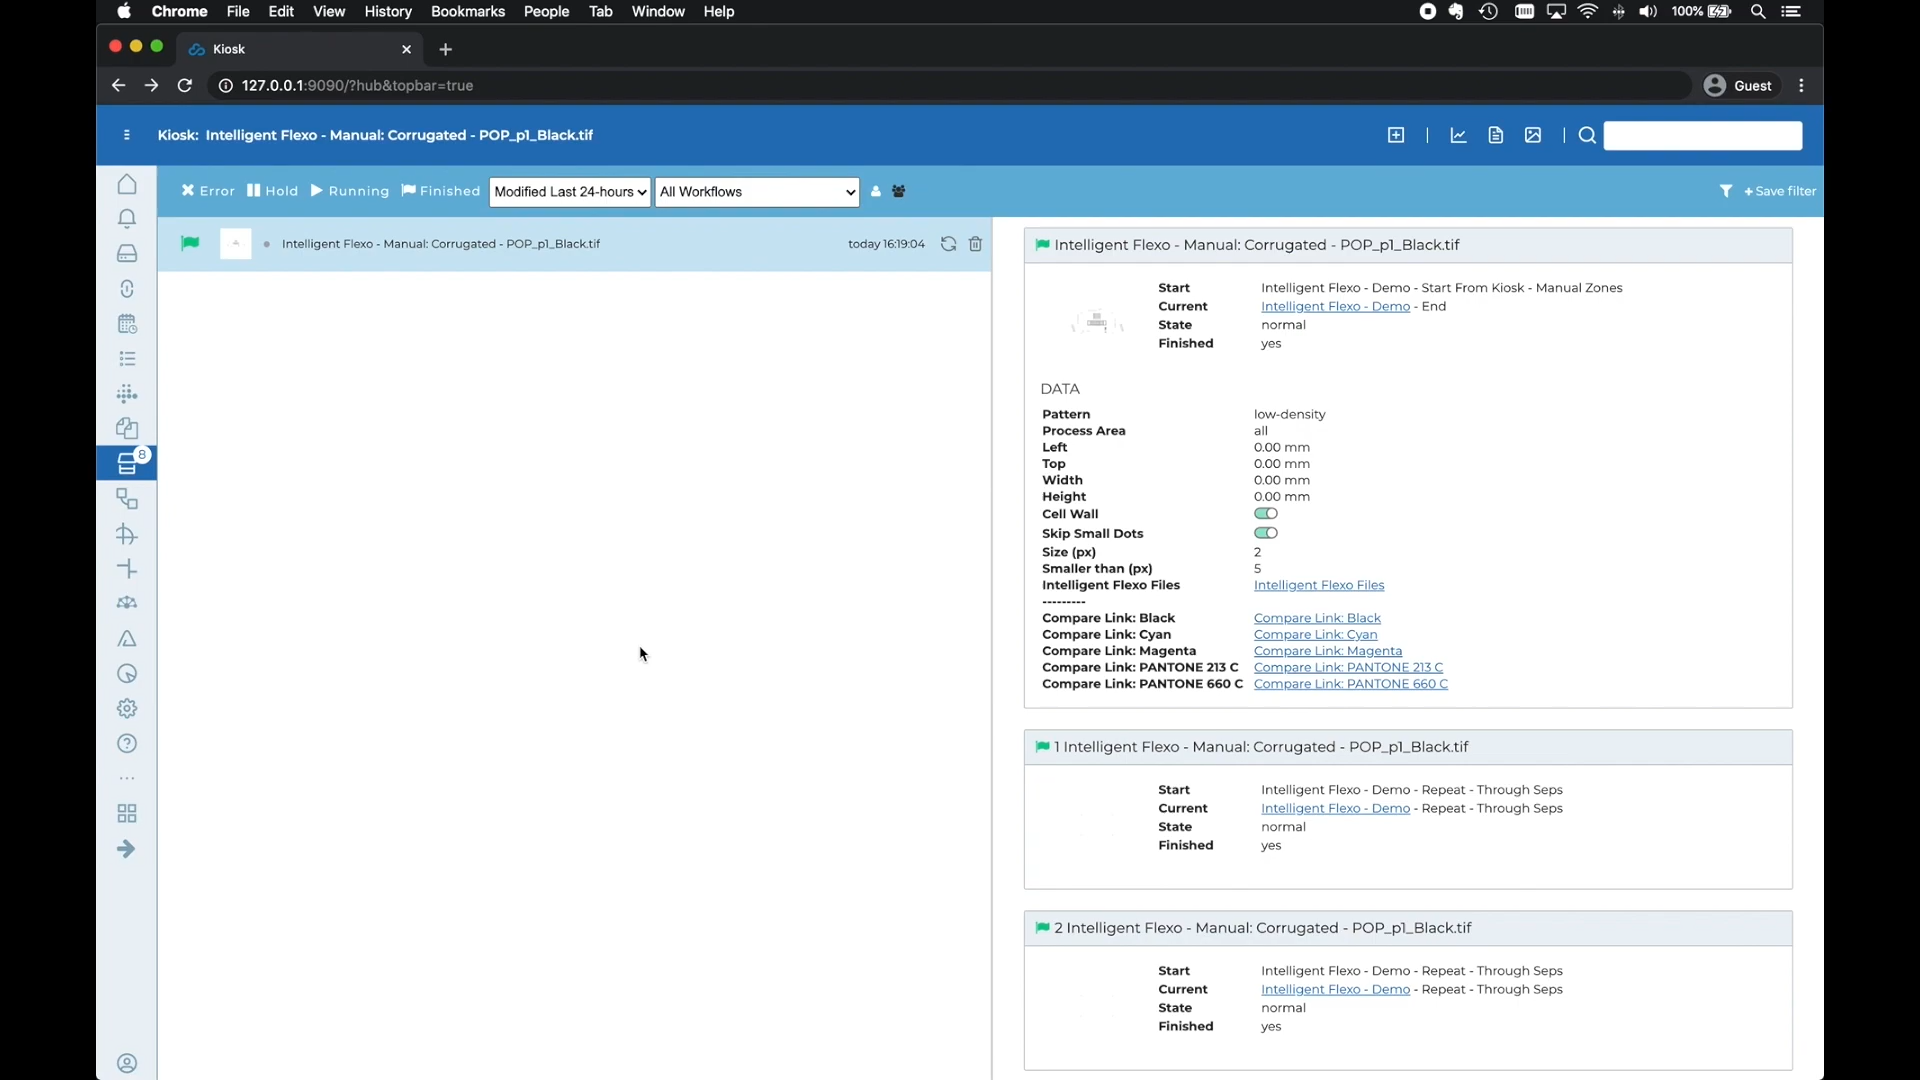 Chrome File Edit View History Bookmarks People Tab Window Help 100%
Kiosk
127.0.0.1:9090/?hub&topbar=true Guest
Kiosk: Intelligent Flexo - Manual: Corrugated - POP_p1_Black.tif
Error Hold Running Finished Modified Last 24-hours All Workflows +Save filter
Intelligent Flexo - Manual: Corrugated - POP_p1_Black.tif today 16:19:04
8
Intelligent Flexo - Manual: Corrugated - POP_p1_Black.tif
Start Intelligent Flexo - Demo - Start From Kiosk - Manual Zones
Current Intelligent Flexo - Demo - End
State normal
Finished yes
DATA
Pattern low-density
Process Area all
Left 0.00 mm
Top 0.00 mm
Width 0.00 mm
Height 0.00 mm
Cell Wall
Skip Small Dots
Size (px) 2
Smaller than (px) 5
Intelligent Flexo Files Intelligent Flexo Files
---------
Compare Link: Black Compare Link: Black
Compare Link: Cyan Compare Link: Cyan
Compare Link: Magenta Compare Link: Magenta
Compare Link: PANTONE 213 C Compare Link: PANTONE 213 C
Compare Link: PANTONE 660 C Compare Link: PANTONE 660 C
1 Intelligent Flexo - Manual: Corrugated - POP_p1_Black.tif
Start Intelligent Flexo - Demo - Repeat - Through Seps
Current Intelligent Flexo - Demo - Repeat - Through Seps
State normal
Finished yes
2 Intelligent Flexo - Manual: Corrugated - POP_p1_Black.tif
Start Intelligent Flexo - Demo - Repeat - Through Seps
Current Intelligent Flexo - Demo - Repeat - Through Seps
State normal
Finished yes